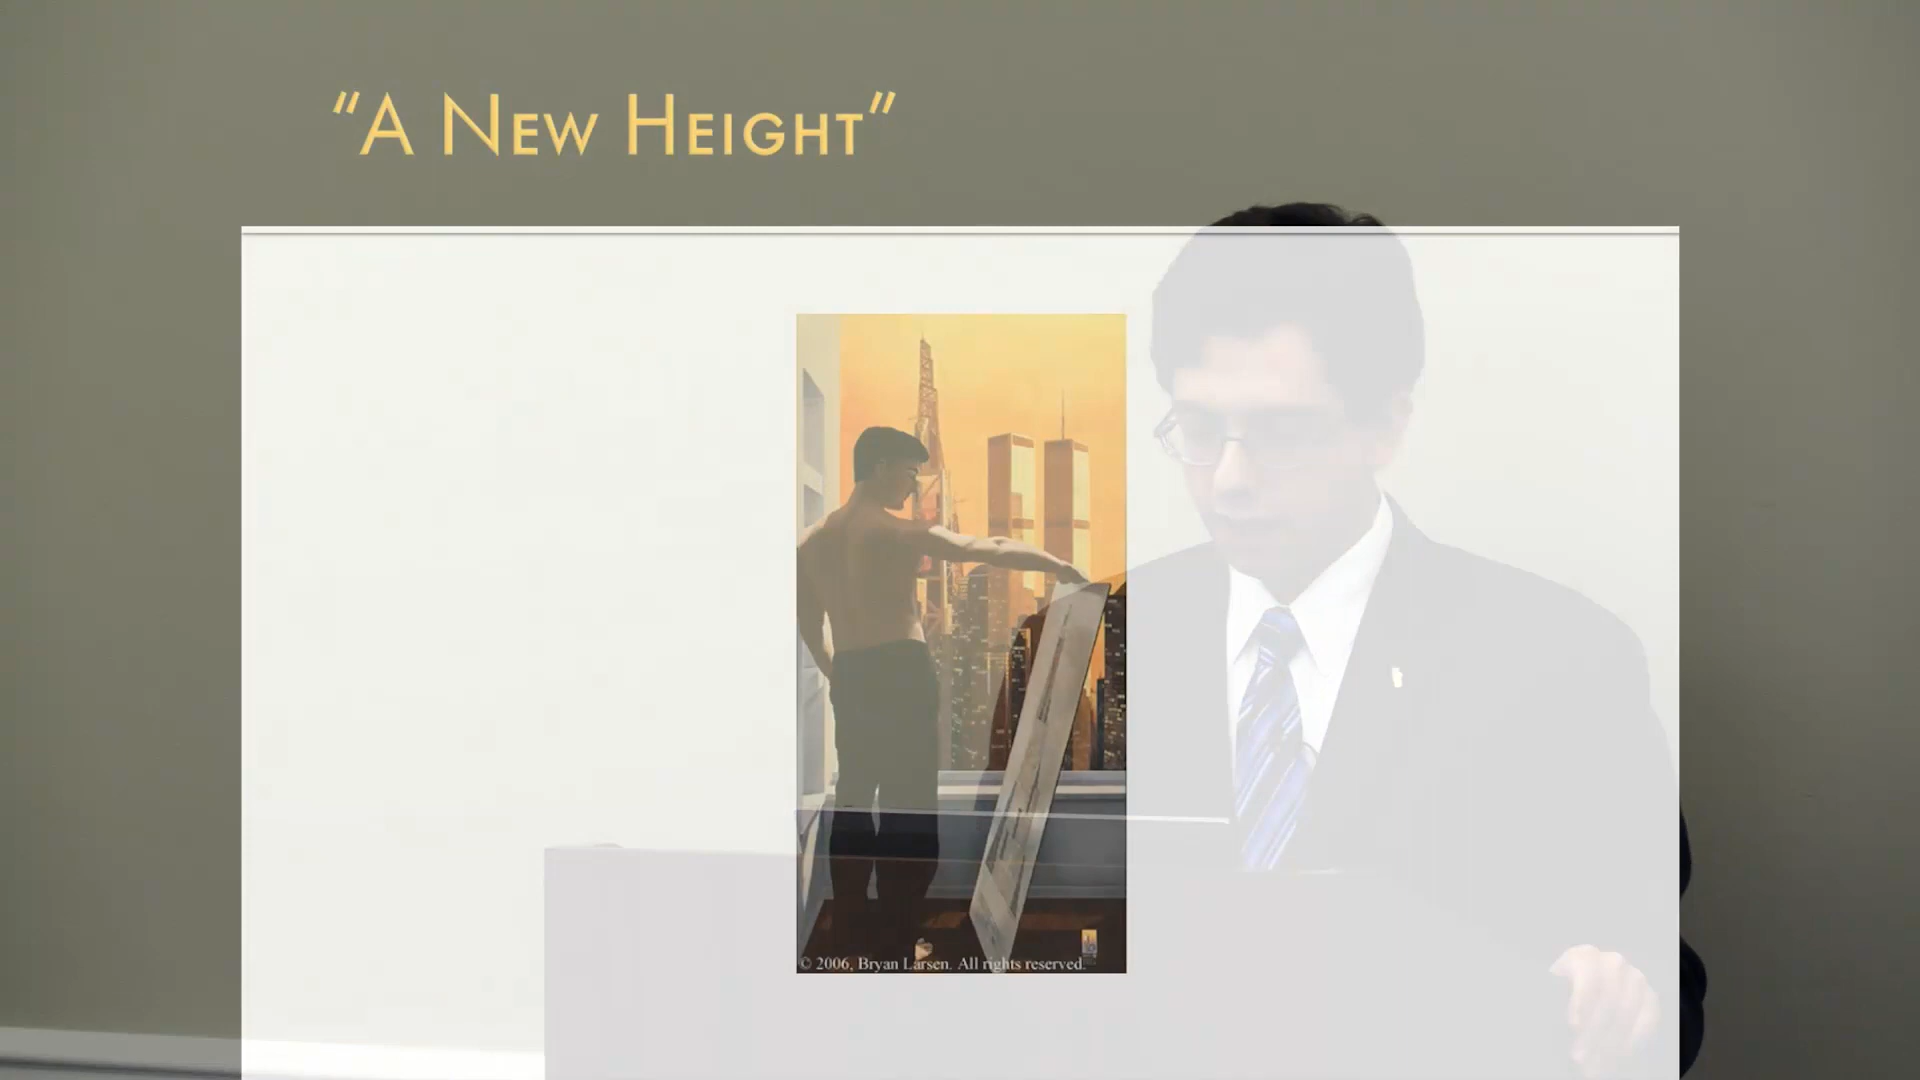 “A New Height”
© 2006, Bryan Larsen. All rights reserved.